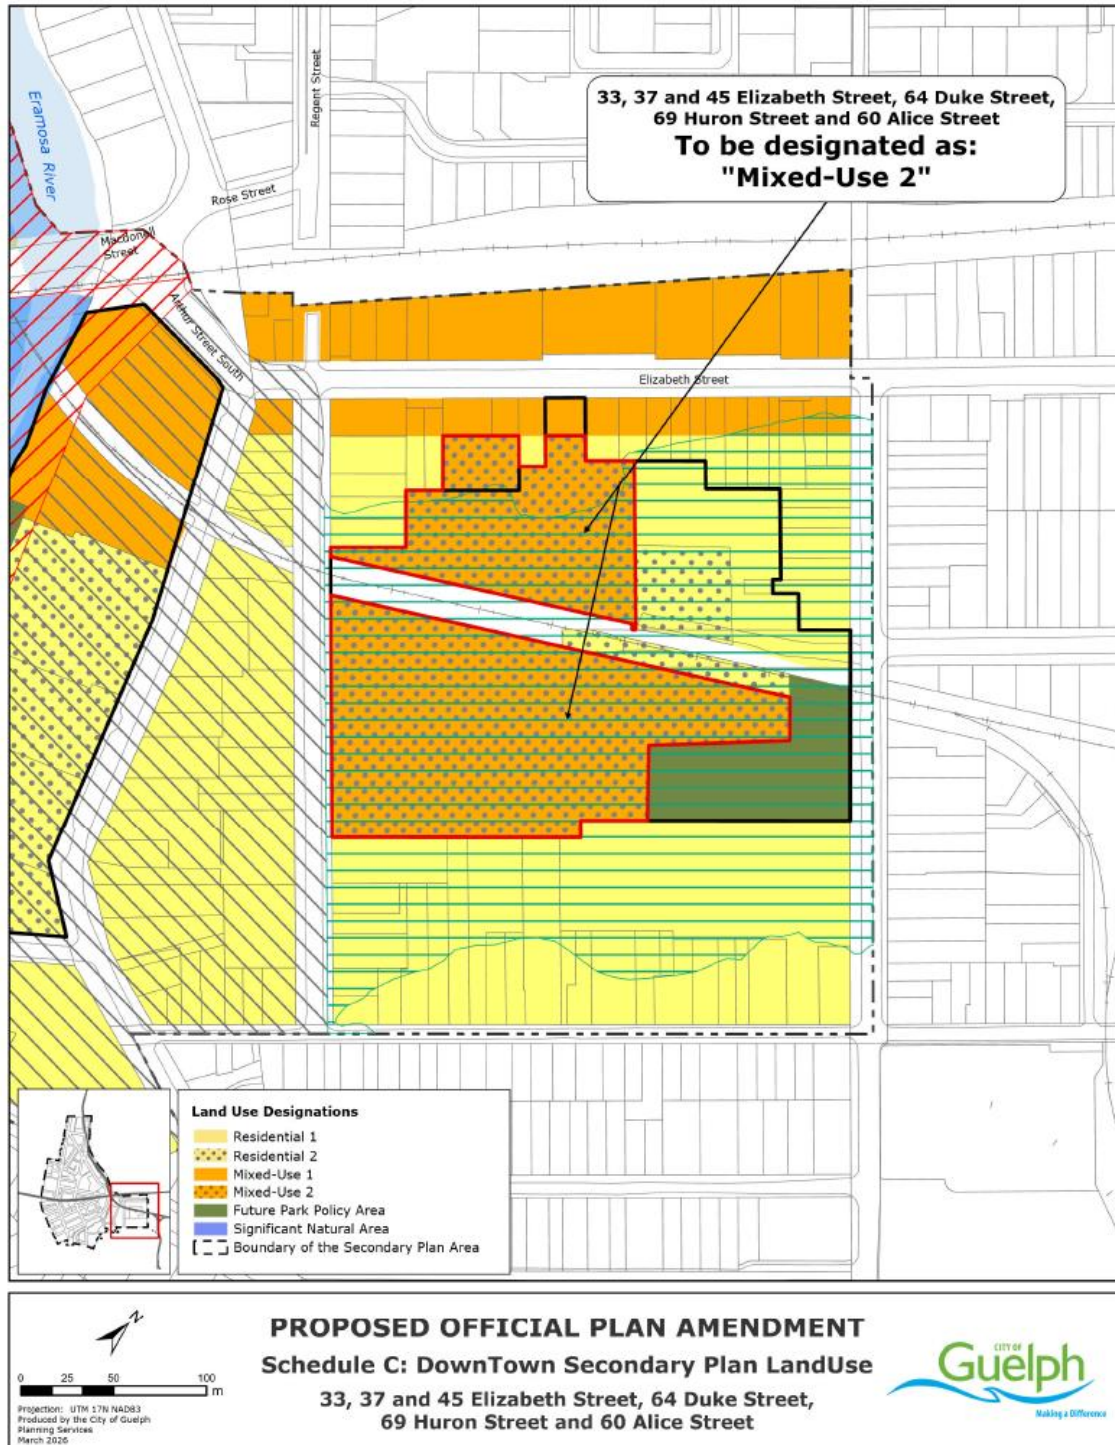 Eramosa River
Regent Street
33, 37 and 45 Elizabeth Street, 64 Duke Street,
69 Huron Street and 60 Alice Street
To be designated as:
"Mixed-Use 2"
Rose Street
Macdonell
Street
Arthur Street South
Elizabeth Street
Land Use Designations
Residential 1
Residential 2
Mixed-Use 1
Mixed-Use 2
Future Park Policy Area
Significant Natural Area
Boundary of the Secondary Plan Area
N
0 25 50 100
m
Projection: UTM 17N NAD83
Produced by the City of Guelph
Planning Services
March 2026
PROPOSED OFFICIAL PLAN AMENDMENT
Schedule C: DownTown Secondary Plan LandUse
33, 37 and 45 Elizabeth Street, 64 Duke Street,
69 Huron Street and 60 Alice Street
CITY OF
Guelph
Making a Difference